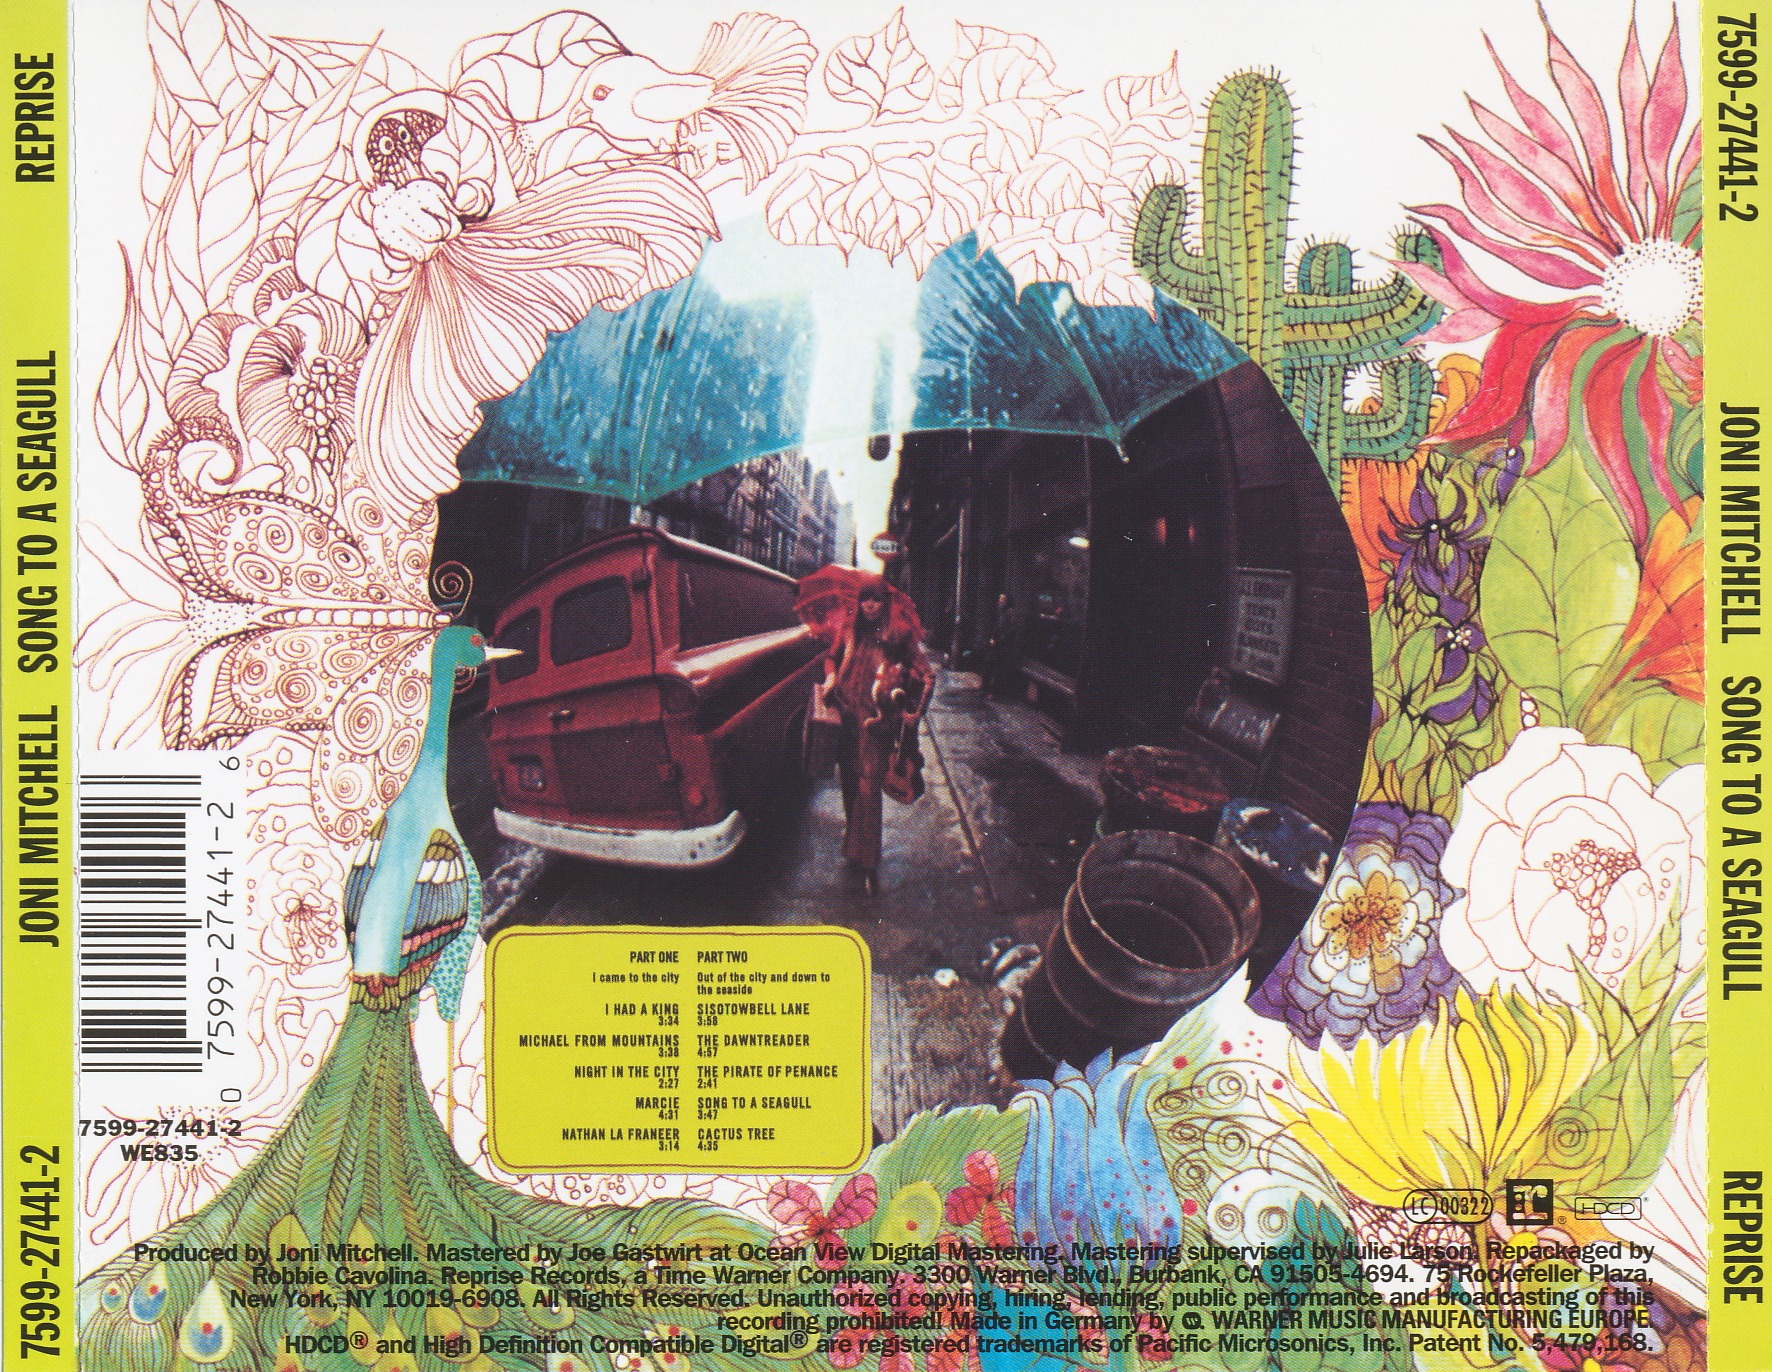 7599-27441-2 JONI MITCHELL SONG TO A SEAGULL REPRISE
LOVE
LIFE
Gulf
PART ONE
I came to the city
I HAD A KING
3:34
MICHAEL FROM MOUNTAINS
3:38
NIGHT IN THE CITY
2:27
MARCIE
4:31
NATHAN LA FRANEER
3:14
PART TWO
Out of the city and down to
the seaside
SISOTOWBELL LANE
3:58
THE DAWNTREADER
4:57
THE PIRATE OF PENANCE
2:41
SONG TO A SEAGULL
3:47
CACTUS TREE
4:35
0 7599-27441-2 6
7599-27441-2
WE835
LC 00322 r ® HDCD®
Produced by Joni Mitchell. Mastered by Joe Gastwirt at Ocean View Digital Mastering. Mastering supervised by Julie Larson. Repackaged by
Robbie Cavolina. Reprise Records, a Time Warner Company. 3300 Warner Blvd., Burbank, CA 91505-4694. 75 Rockefeller Plaza,
New York, NY 10019-6908. All Rights Reserved. Unauthorized copying, hiring, lending, public performance and broadcasting of this
recording prohibited! Made in Germany by WARNER MUSIC MANUFACTURING EUROPE.
HDCD® and High Definition Compatible Digital® are registered trademarks of Pacific Microsonics, Inc. Patent No. 5,479,168.
7599-27441-2 JONI MITCHELL SONG TO A SEAGULL REPRISE